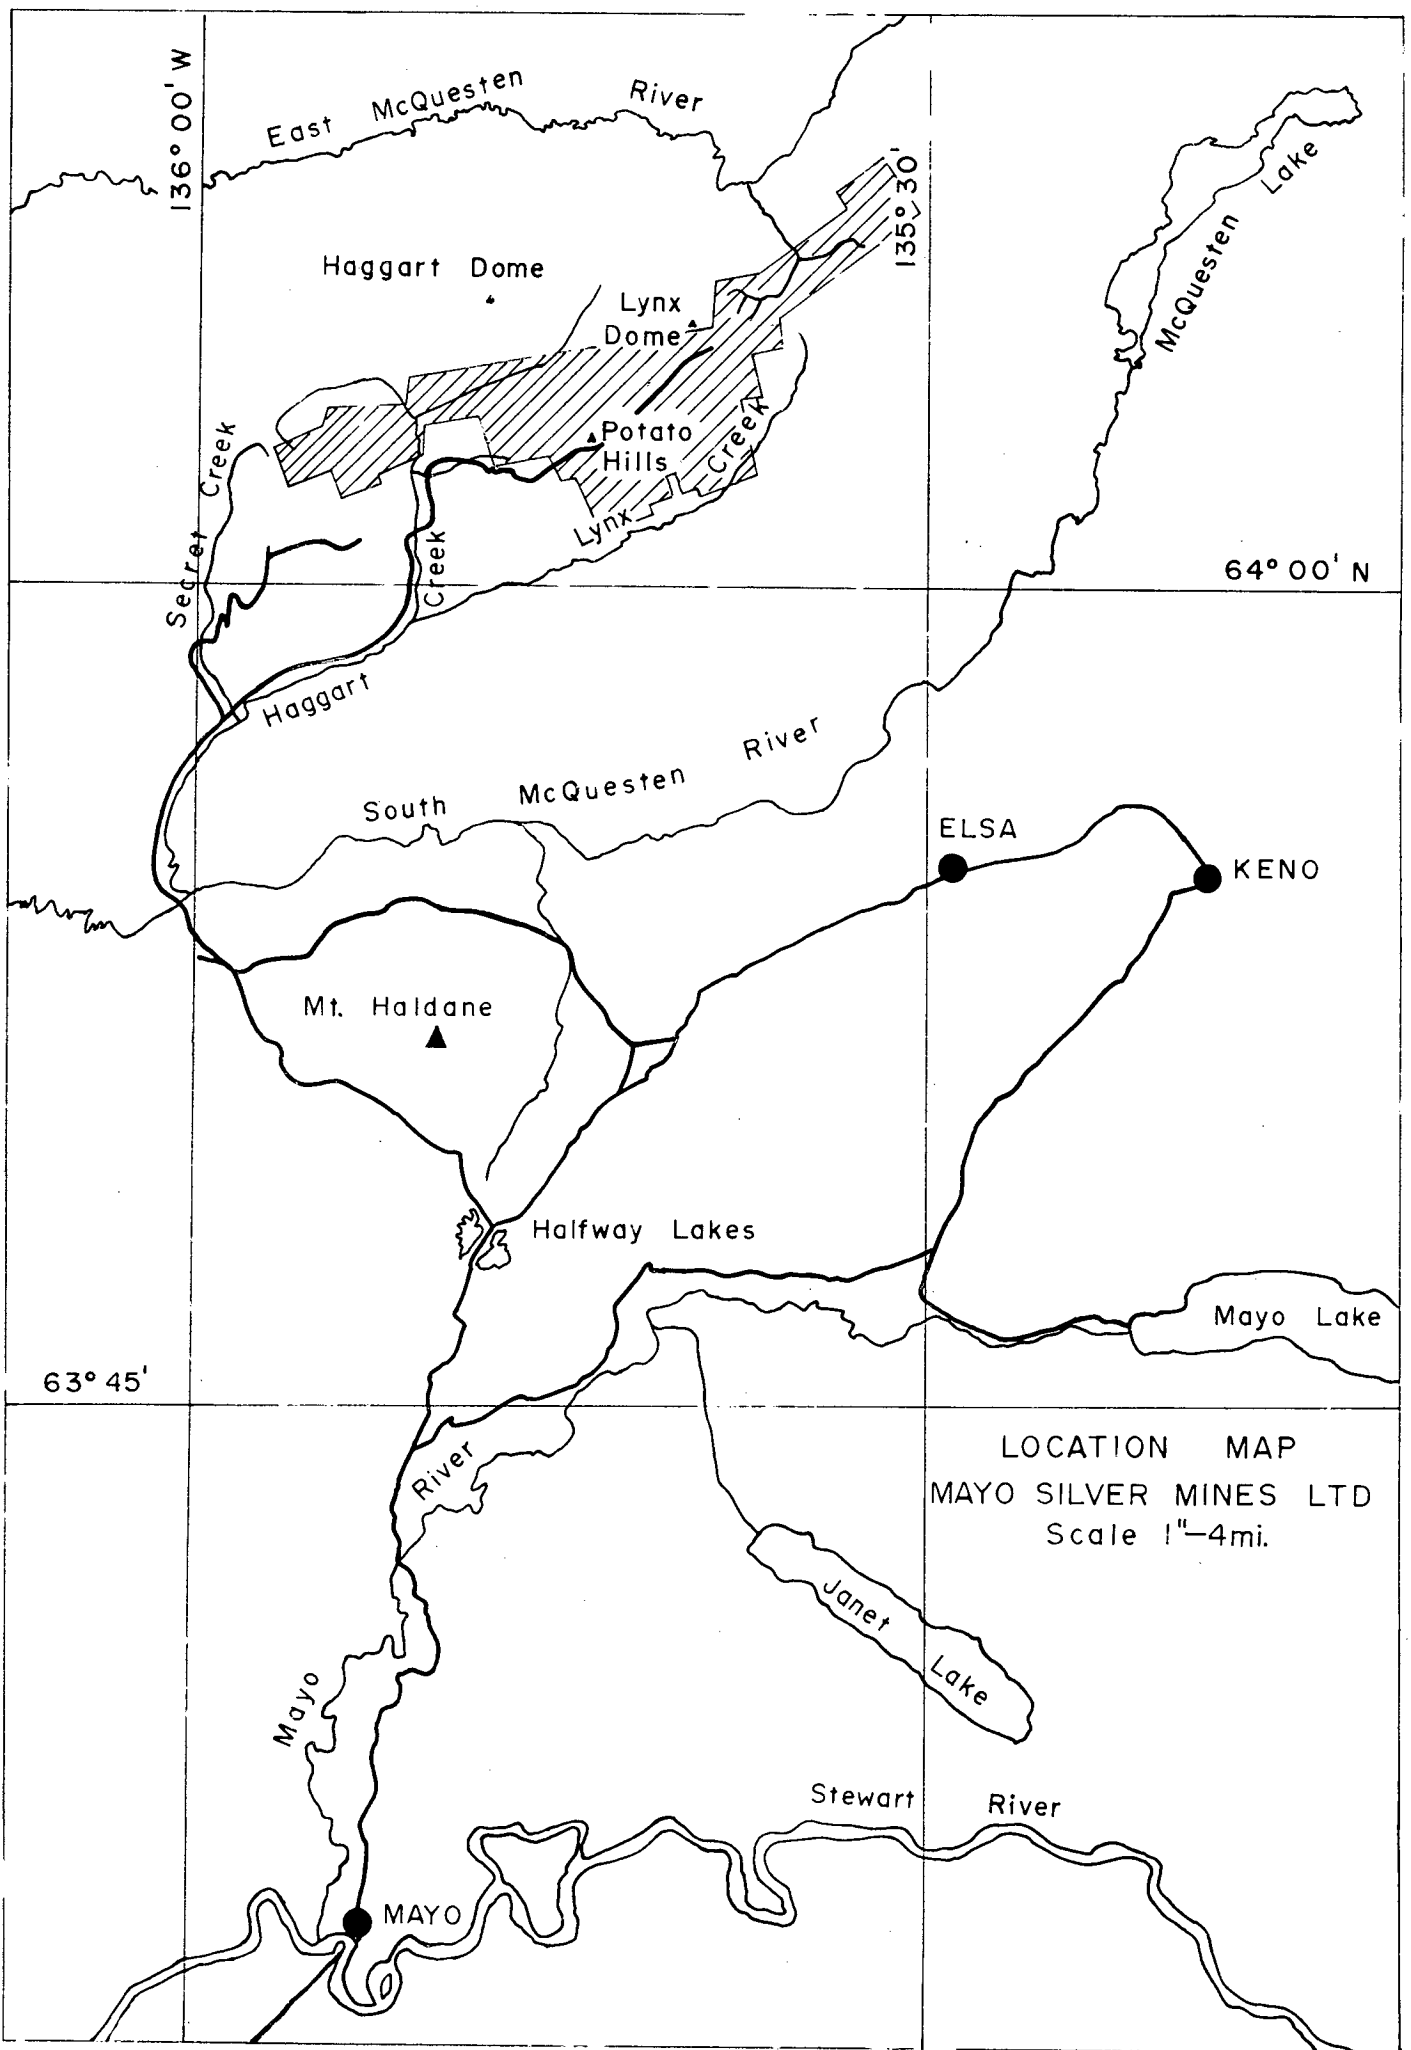 136° 00' W
East McQuesten River
135° 30'
McQuesten Lake
Haggart Dome
Lynx
Dome
Potato
Hills
Secret Creek
Lynx Creek
64° 00' N
Haggart Creek
South McQuesten River
ELSA
KENO
Mt. Haldane
Halfway Lakes
Mayo Lake
63° 45'
LOCATION MAP
MAYO SILVER MINES LTD
Scale 1"—4mi.
Mayo River
Janet Lake
Stewart River
MAYO